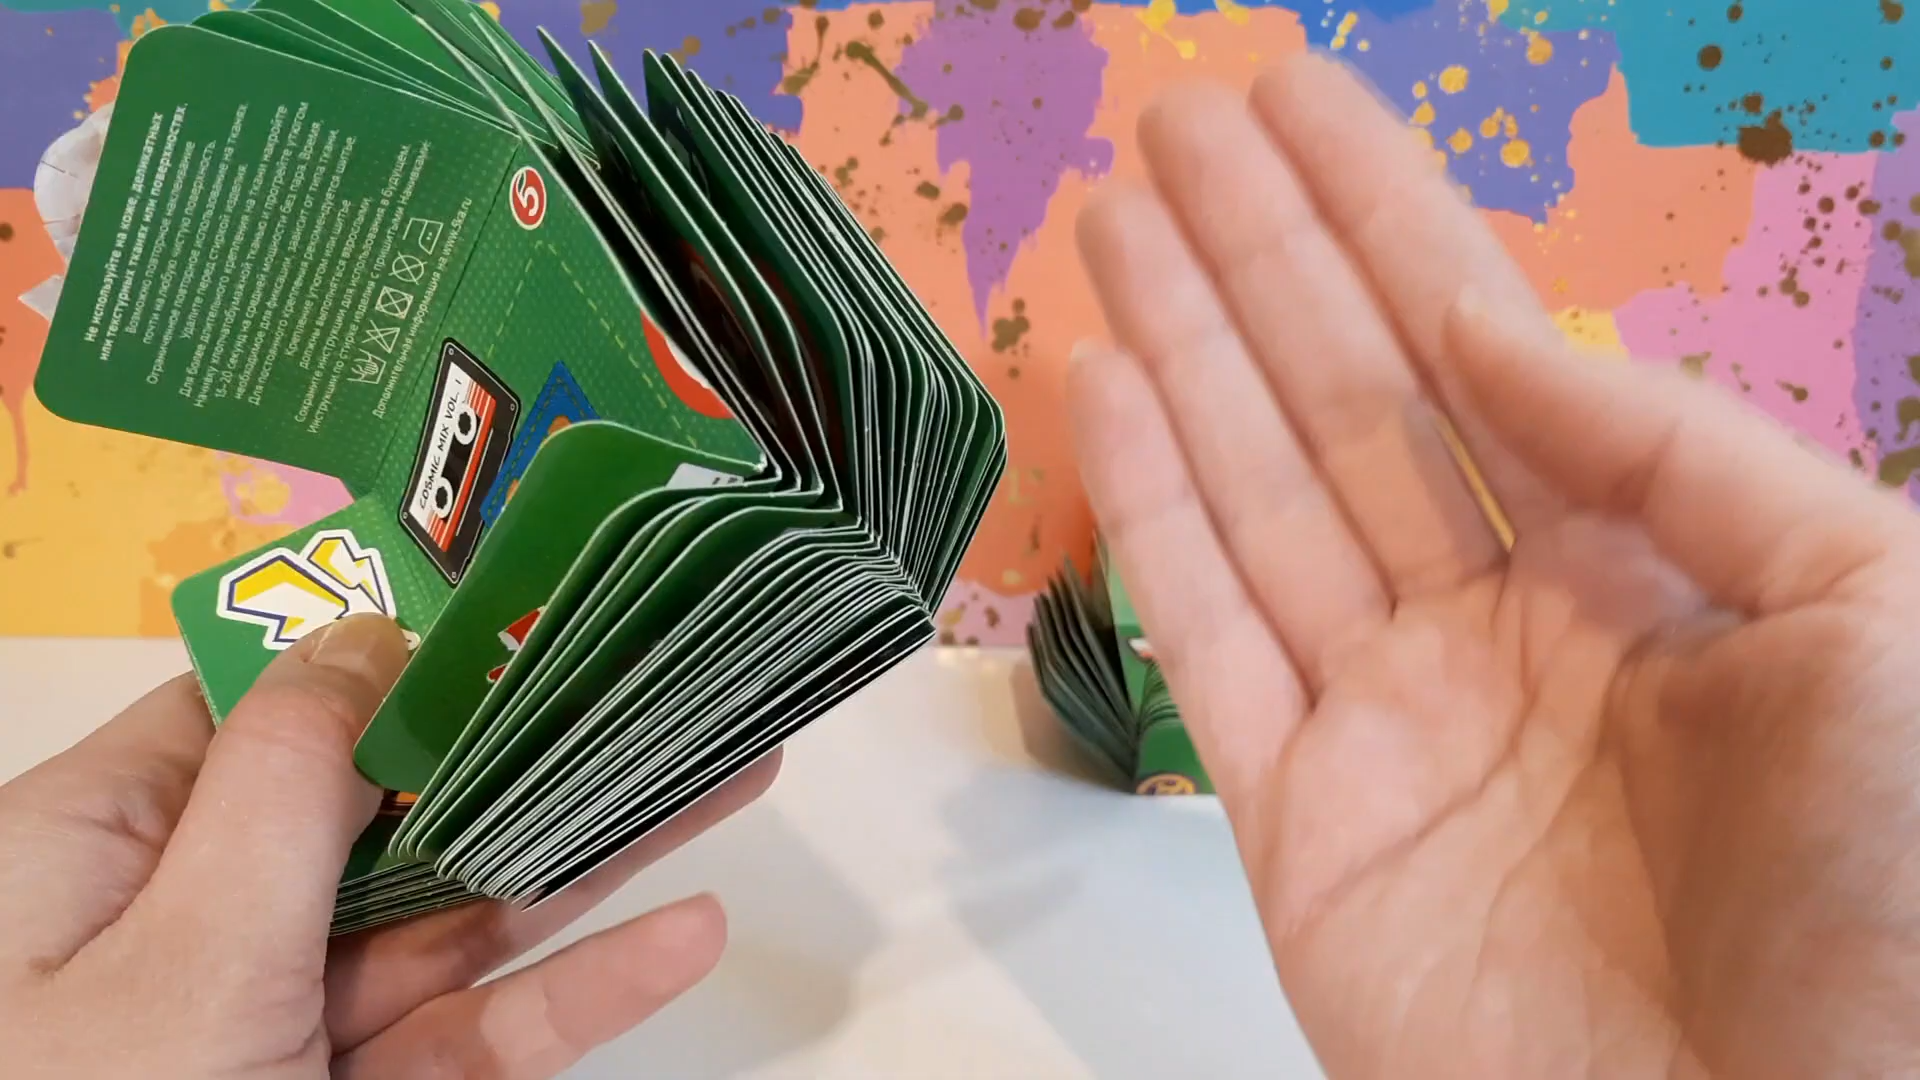 Не используйте на коже, деликатных
или текстурных тканях или поверхностях.
Возможно повторное наклеивание
почти на любую чистую поверхность.
Ограниченное повторное использование на тканях.
Удалите перед стиркой изделия.
Для более длительного крепления на ткани накройте
Нашивку хлопчатобумажной тканью и прогрейте утюгом
15-20 секунд на средней мощности без пара. Время,
необходимое для фиксации, зависит от типа ткани.
Для постоянного крепления рекомендуется шитье.
Крепление утюгом или шитье
должны выполняться взрослыми.
Сохраните инструкции для использования в будущем.
Инструкции по стирке изделия с пришитыми Нашивками:
Дополнительная информация на www.5ka.ru
5
COSMIC MIX VOL. 1